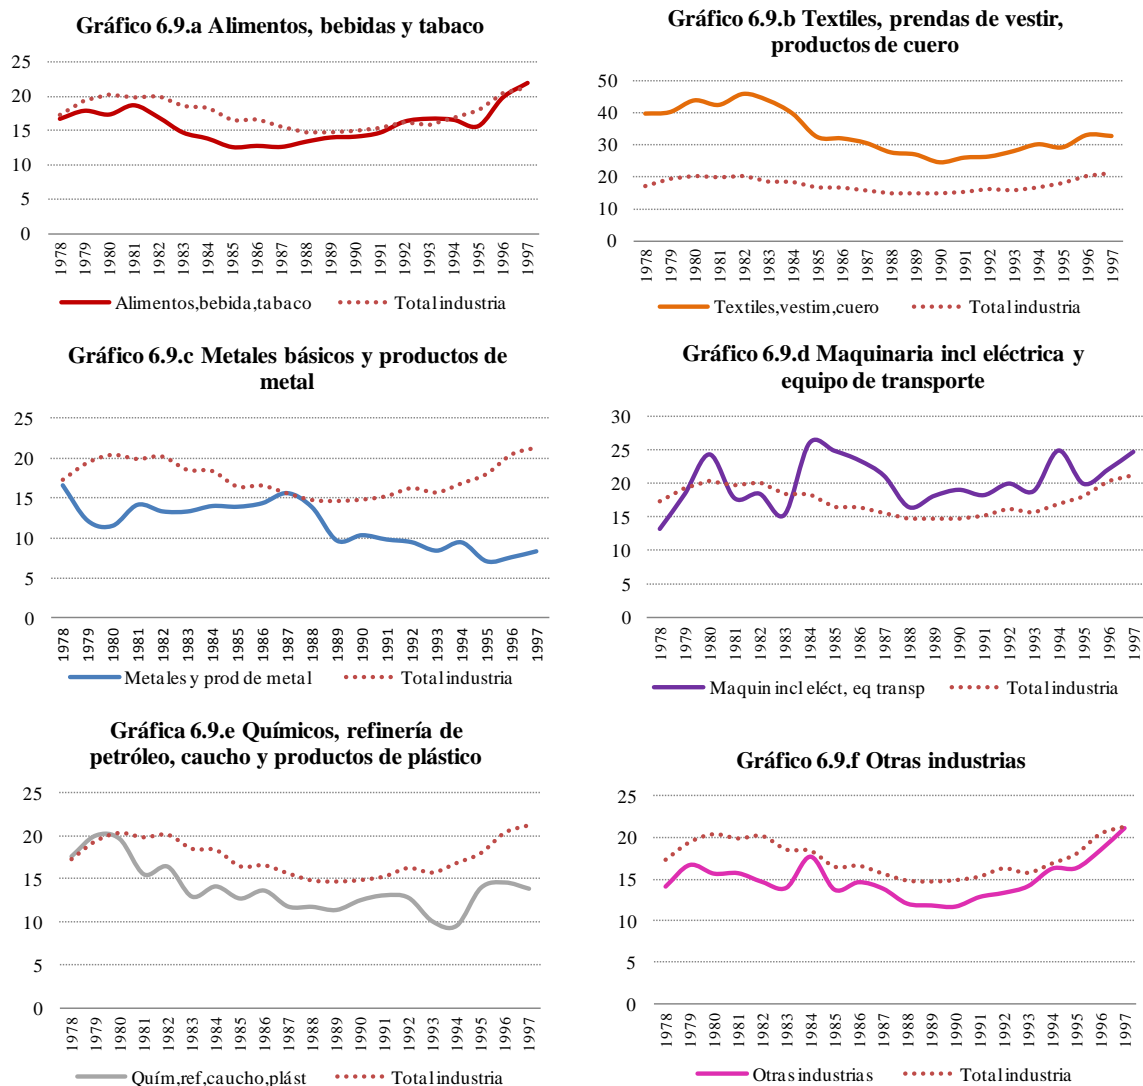 Gráfico 6.9.a Alimentos, bebidas y tabaco
25
20
15
10
5
0
1978 1979 1980 1981 1982 1983 1984 1985 1986 1987 1988 1989 1990 1991 1992 1993 1994 1995 1996 1997
Alimentos,bebida,tabaco Total industria
Gráfico 6.9.b Textiles, prendas de vestir,
productos de cuero
50
40
30
20
10
0
1978 1979 1980 1981 1982 1983 1984 1985 1986 1987 1988 1989 1990 1991 1992 1993 1994 1995 1996 1997
Textiles,vestim,cuero Total industria
Gráfico 6.9.c Metales básicos y productos de
metal
25
20
15
10
5
0
1978 1979 1980 1981 1982 1983 1984 1985 1986 1987 1988 1989 1990 1991 1992 1993 1994 1995 1996 1997
Metales y prod de metal Total industria
Gráfico 6.9.d Maquinaria incl eléctrica y
equipo de transporte
30
25
20
15
10
5
0
1978 1979 1980 1981 1982 1983 1984 1985 1986 1987 1988 1989 1990 1991 1992 1993 1994 1995 1996 1997
Maquin incl eléct, eq transp Total industria
Gráfica 6.9.e Químicos, refinería de
petróleo, caucho y productos de plástico
25
20
15
10
5
0
1978 1979 1980 1981 1982 1983 1984 1985 1986 1987 1988 1989 1990 1991 1992 1993 1994 1995 1996 1997
Quím,ref,caucho,plást Total industria
Gráfico 6.9.f Otras industrias
25
20
15
10
5
0
1978 1979 1980 1981 1982 1983 1984 1985 1986 1987 1988 1989 1990 1991 1992 1993 1994 1995 1996 1997
Otras industrias Total industria